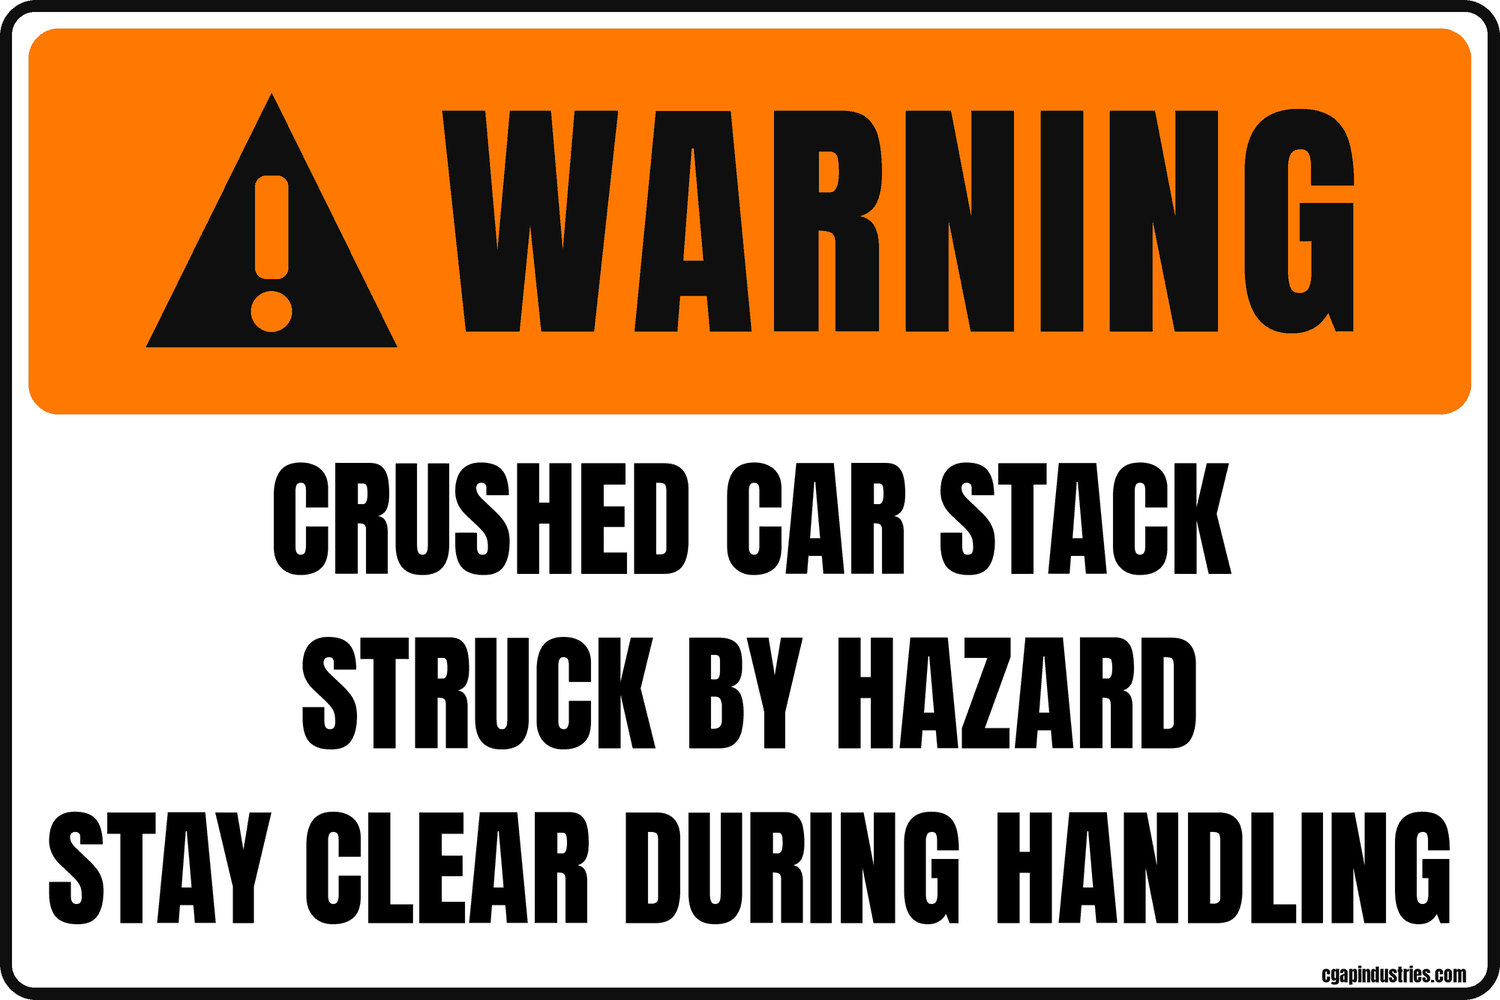 WARNING
CRUSHED CAR STACK
STRUCK BY HAZARD
STAY CLEAR DURING HANDLING
cgapindustries.com